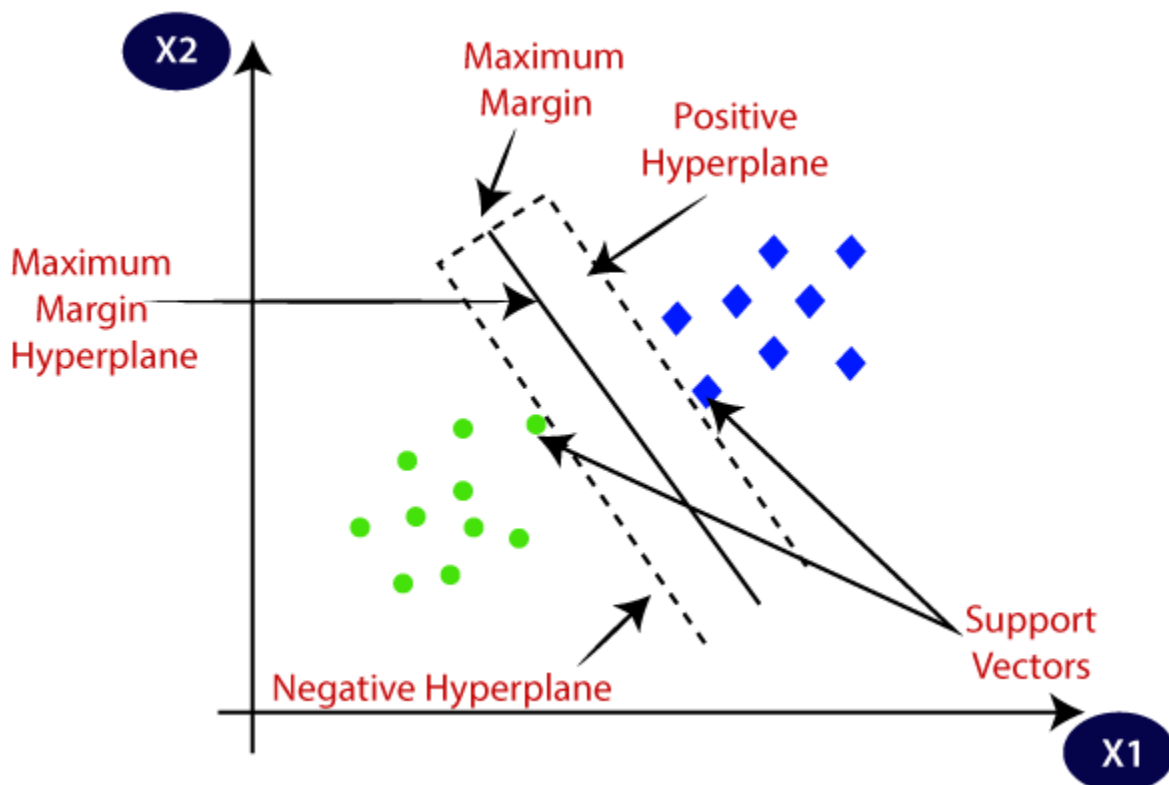 X2
Maximum
Margin
Positive
Hyperplane
Maximum
Margin
Hyperplane
Support
Vectors
Negative Hyperplane
X1